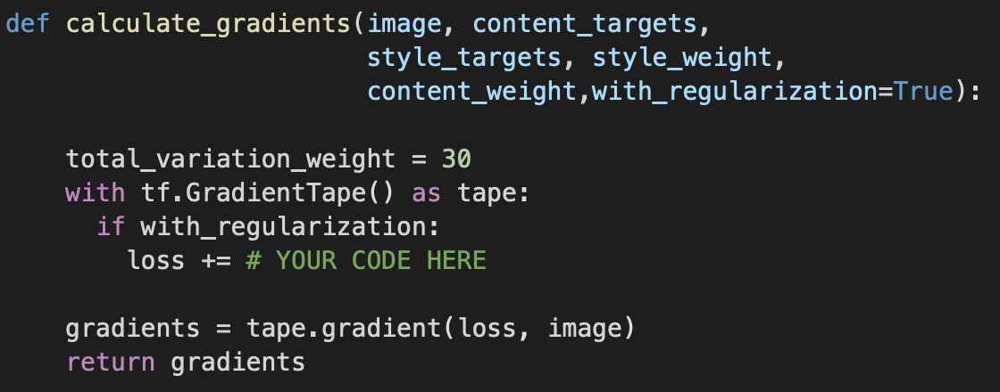 def calculate_gradients(image, content_targets,
                        style_targets, style_weight,
                        content_weight,with_regularization=True):
    total_variation_weight = 30
    with tf.GradientTape() as tape:
      if with_regularization:
        loss += # YOUR CODE HERE
    gradients = tape.gradient(loss, image)
    return gradients